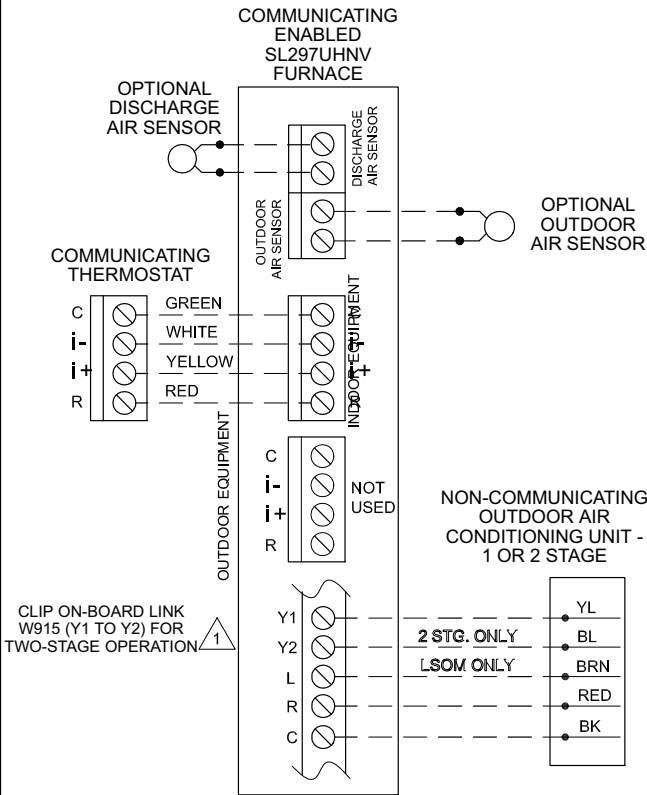 COMMUNICATING
ENABLED
SL297UHNV
FURNACE
OPTIONAL
DISCHARGE
AIR SENSOR
DISCHARGE
AIR SENSOR
OUTDOOR
AIR SENSOR
OPTIONAL
OUTDOOR
AIR SENSOR
COMMUNICATING
THERMOSTAT
C
i-
i+
R
GREEN
WHITE
YELLOW
RED
INDOOR EQUIPMENT
C
i-
i+
R
OUTDOOR EQUIPMENT
C
i-
i+
R
NOT
USED
NON-COMMUNICATING
OUTDOOR AIR
CONDITIONING UNIT -
1 OR 2 STAGE
CLIP ON-BOARD LINK
W915 (Y1 TO Y2) FOR
TWO-STAGE OPERATION
1
Y1
Y2
L
R
C
2 STG. ONLY
LSOM ONLY
YL
BL
BRN
RED
BK